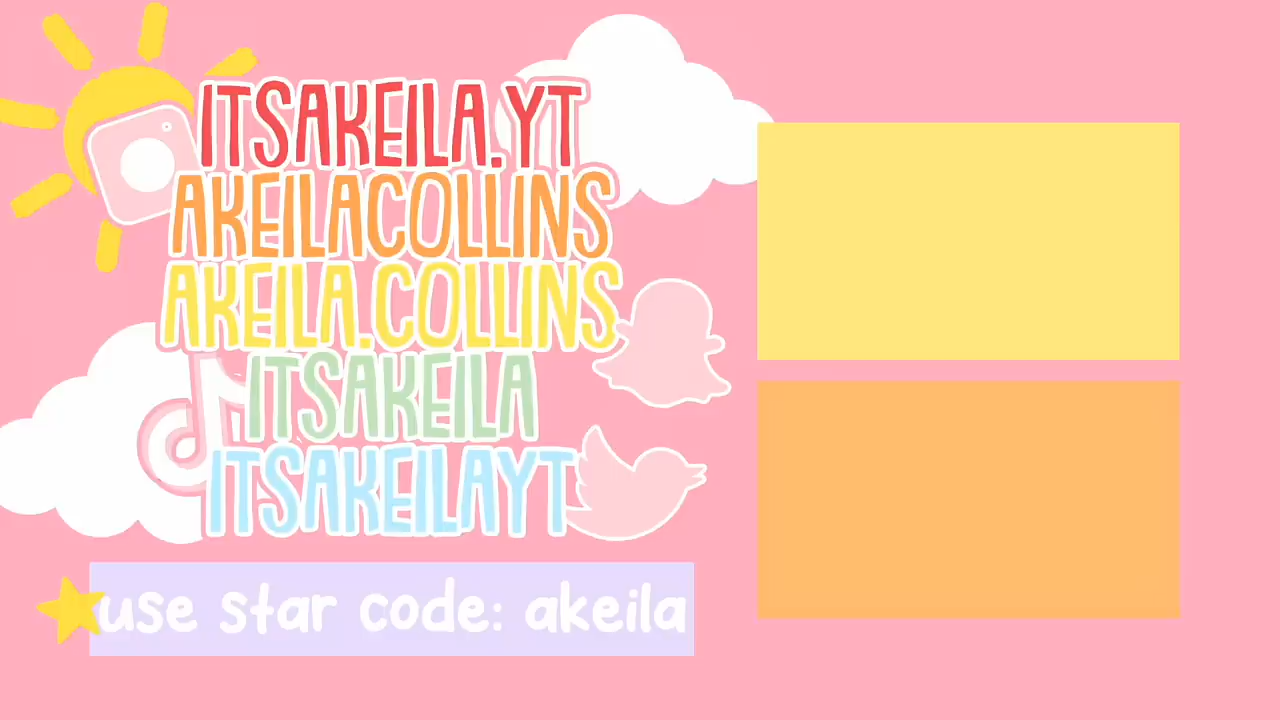 ITSAKEILA.YT
AKEILACOLLINS
AKEILA.COLLINS
ITSAKEILA
ITSAKEILAYT
use star code: akeila